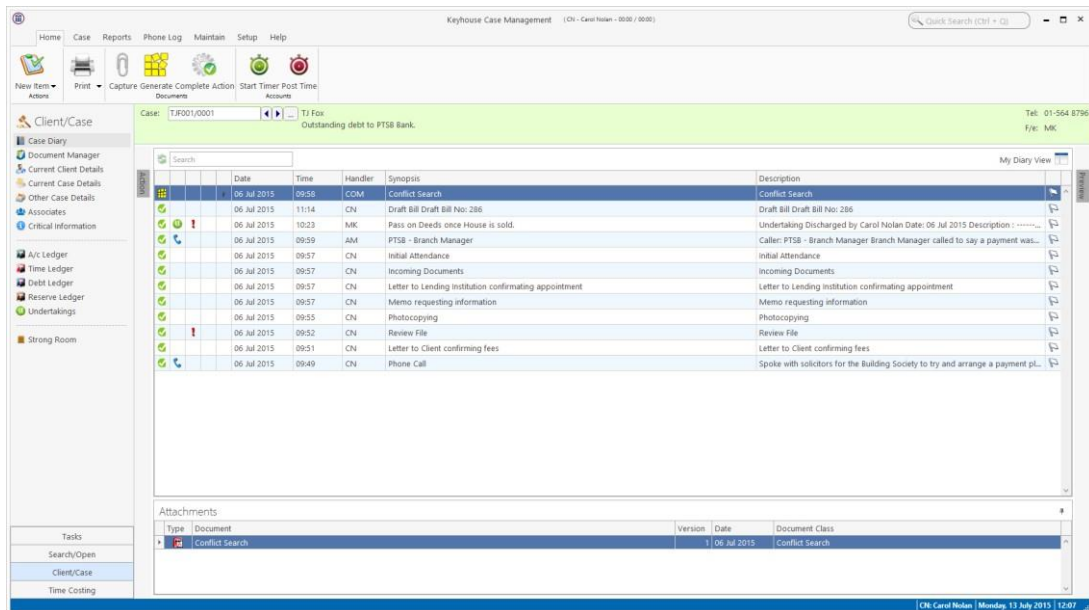 Keyhouse Case Management (CN - Carol Nolan - 00:00 / 00:00)
Quick Search (Ctrl + Q)
Home Case Reports Phone Log Maintain Setup Help
New Item Print Capture Generate Complete Action Start Timer Post Time
Actions Documents Accounts
Client/Case
Case Diary
Document Manager
Current Client Details
Current Case Details
Other Case Details
Associates
Critical Information
A/c Ledger
Time Ledger
Debt Ledger
Reserve Ledger
Undertakings
Strong Room
Tasks
Search/Open
Client/Case
Time Costing
Case: TJF001/0001 ... TJ Fox Tel: 01-564 8796
Outstanding debt to PTSB Bank. F/e: MK
Action
Search My Diary View
Preview
Date Time Handler Synopsis Description
06 Jul 2015 09:58 COM Conflict Search Conflict Search
06 Jul 2015 11:14 CN Draft Bill Draft Bill No: 286 Draft Bill Draft Bill No: 286
06 Jul 2015 10:23 MK Pass on Deeds once House is sold. Undertaking Discharged by Carol Nolan Date: 06 Jul 2015 Description : ------...
06 Jul 2015 09:59 AM PTSB - Branch Manager Caller: PTSB - Branch Manager Branch Manager called to say a payment was...
06 Jul 2015 09:57 CN Initial Attendance Initial Attendance
06 Jul 2015 09:57 CN Incoming Documents Incoming Documents
06 Jul 2015 09:57 CN Letter to Lending Institution confirmating appointment Letter to Lending Institution confirmating appointment
06 Jul 2015 09:57 CN Memo requesting information Memo requesting information
06 Jul 2015 09:55 CN Photocopying Photocopying
06 Jul 2015 09:52 CN Review File Review File
06 Jul 2015 09:51 CN Letter to Client confirming fees Letter to Client confirming fees
06 Jul 2015 09:49 CN Phone Call Spoke with solicitors for the Building Society to try and arrange a payment pl...
Attachments
Type Document Version Date Document Class
Conflict Search 1 06 Jul 2015 Conflict Search
CN: Carol Nolan Monday, 13 July 2015 12:07